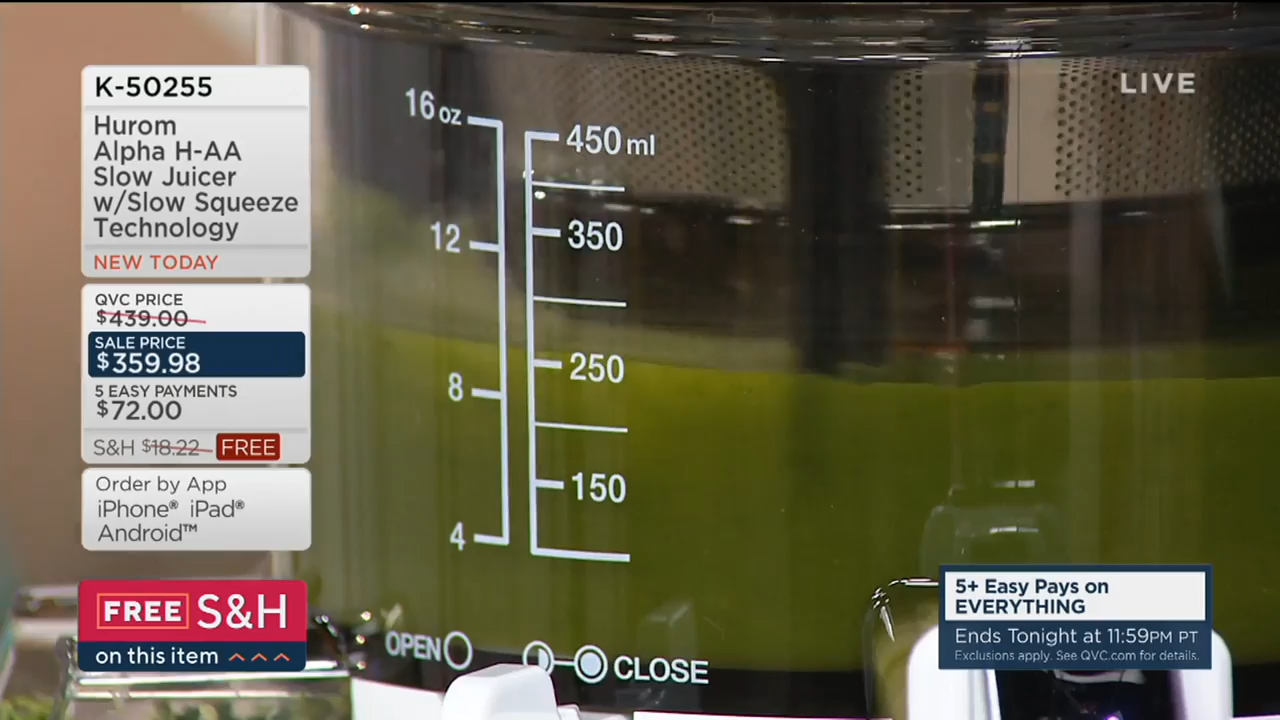 K-50255
Hurom
Alpha H-AA
Slow Juicer
w/Slow Squeeze
Technology
NEW TODAY
QVC PRICE
$439.00
SALE PRICE
$359.98
5 EASY PAYMENTS
$72.00
S&H $18.22 FREE
Order by App
iPhone® iPad®
Android™
FREE S&H
on this item
16 oz
12
8
4
450 ml
350
250
150
OPEN
CLOSE
LIVE
5+ Easy Pays on
EVERYTHING
Ends Tonight at 11:59PM PT
Exclusions apply. See QVC.com for details.